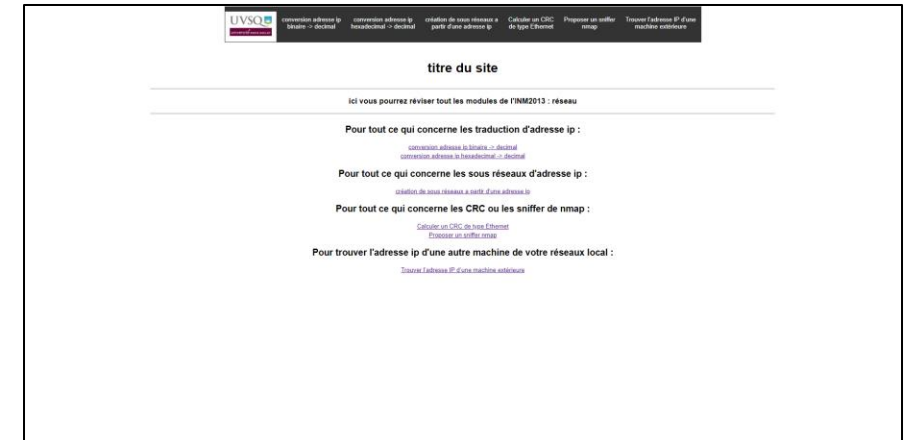 UVSQ
conversion adresse ip
binaire -> decimal
conversion adresse ip
hexadecimal -> decimal
création de sous réseaux a
partir d'une adresse ip
Calculer un CRC
de type Ethernet
Proposer un sniffer
nmap
Trouver l'adresse IP d'une
machine extérieure
titre du site
ici vous pourrez réviser tout les modules de l'INM2013 : réseau
Pour tout ce qui concerne les traduction d'adresse ip :
conversion adresse ip binaire -> decimal
conversion adresse ip hexadecimal -> decimal
Pour tout ce qui concerne les sous réseaux d'adresse ip :
création de sous réseaux a partir d'une adresse ip
Pour tout ce qui concerne les CRC ou les sniffer de nmap :
Calculer un CRC de type Ethernet
Proposer un sniffer nmap
Pour trouver l'adresse ip d'une autre machine de votre réseaux local :
Trouver l'adresse IP d'une machine extérieure